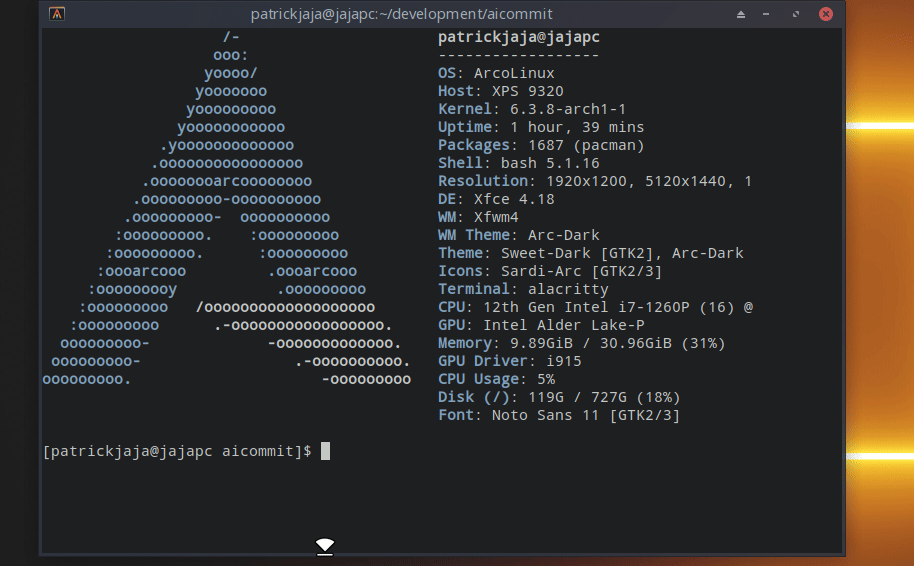 patrickjaja@jajapc:~/development/aicommit
/-
ooo:
yoooo/
yooooooo
yooooooooo
yooooooooooo
.yooooooooooooo
.oooooooooooooooo
.oooooooarcoooooooo
.ooooooooo-oooooooooo
.ooooooooo-  oooooooooo
:ooooooooo.    :ooooooooo
:ooooooooo.      :ooooooooo
:oooarcooo         .oooarcooo
:ooooooooy           .ooooooooo
:ooooooooo   /ooooooooooooooooooo
:ooooooooo      .-ooooooooooooooooo.
ooooooooo-             -ooooooooooooo.
ooooooooo-                 .-oooooooooo.
ooooooooo.                     -ooooooooo
patrickjaja@jajapc
------------------
OS: ArcoLinux
Host: XPS 9320
Kernel: 6.3.8-arch1-1
Uptime: 1 hour, 39 mins
Packages: 1687 (pacman)
Shell: bash 5.1.16
Resolution: 1920x1200, 5120x1440, 1
DE: Xfce 4.18
WM: Xfwm4
WM Theme: Arc-Dark
Theme: Sweet-Dark [GTK2], Arc-Dark
Icons: Sardi-Arc [GTK2/3]
Terminal: alacritty
CPU: 12th Gen Intel i7-1260P (16) @
GPU: Intel Alder Lake-P
Memory: 9.89GiB / 30.96GiB (31%)
GPU Driver: i915
CPU Usage: 5%
Disk (/): 119G / 727G (18%)
Font: Noto Sans 11 [GTK2/3]
[patrickjaja@jajapc aicommit]$